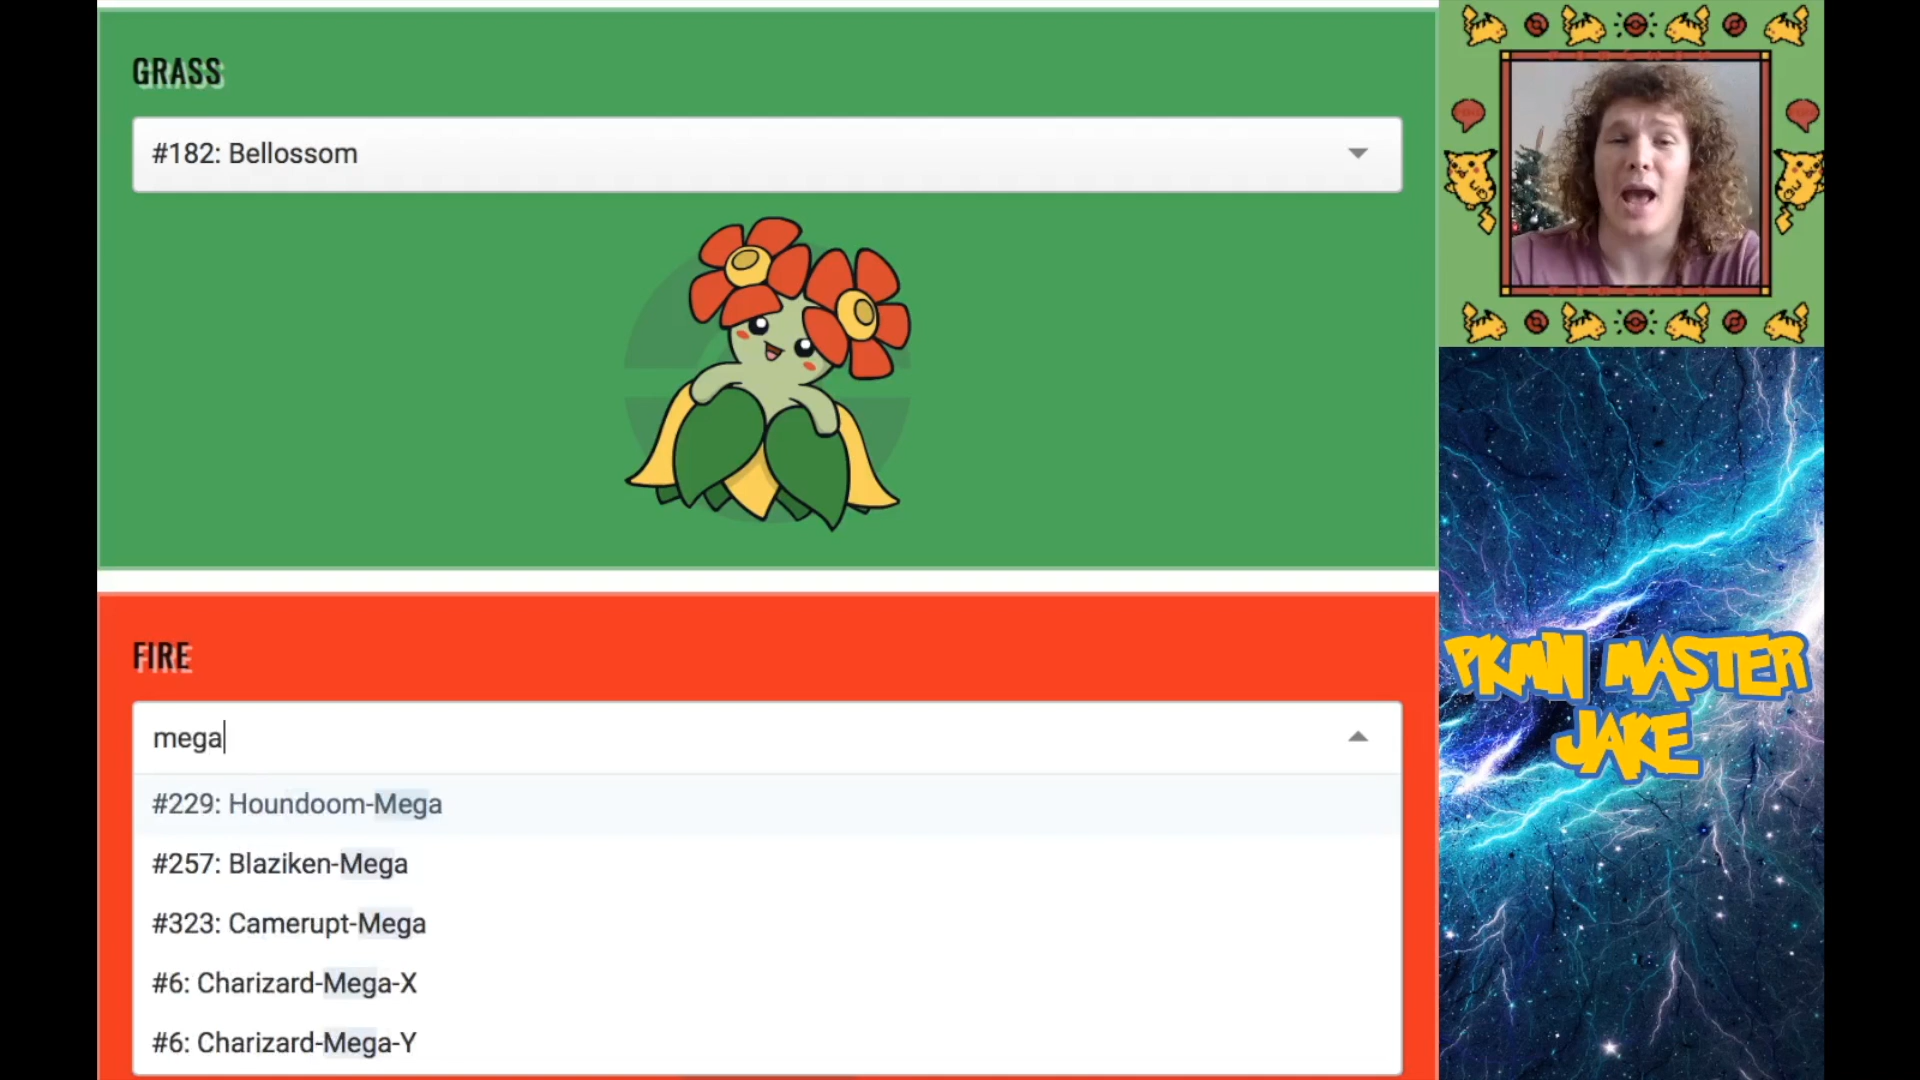 GRASS
#182: Bellossom
FIRE
mega
#229: Houndoom-Mega
#257: Blaziken-Mega
#323: Camerupt-Mega
#6: Charizard-Mega-X
#6: Charizard-Mega-Y
PKMN MASTER
JAKE